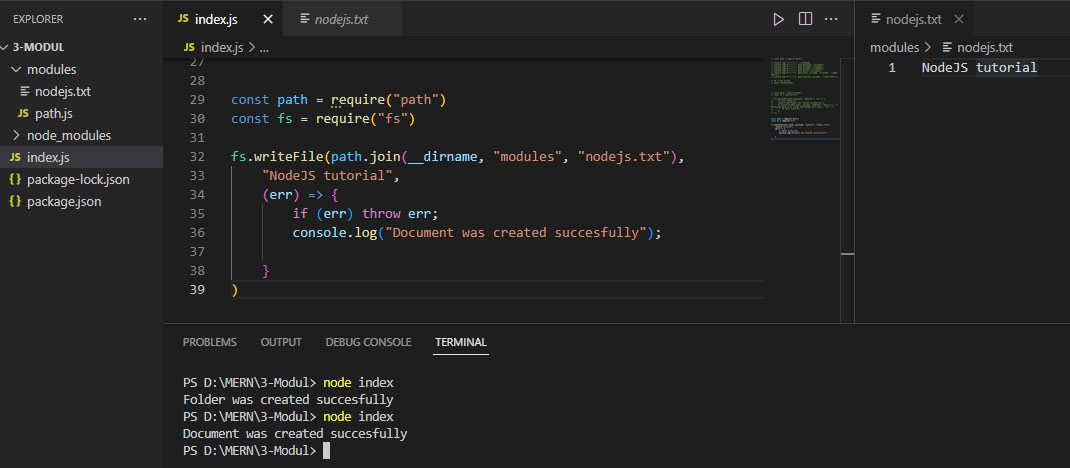 EXPLORER ...
3-MODUL
modules
nodejs.txt
path.js
node_modules
JS index.js
{} package-lock.json
{} package.json
JS index.js
nodejs.txt
JS index.js > ...
27
28
29 const path = require("path")
30 const fs = require("fs")
31
32 fs.writeFile(path.join(__dirname, "modules", "nodejs.txt"),
33 "NodeJS tutorial",
34 (err) => {
35 if (err) throw err;
36 console.log("Document was created succesfully");
37
38 }
39 )
nodejs.txt
modules > nodejs.txt
1 NodeJS tutorial
PROBLEMS OUTPUT DEBUG CONSOLE TERMINAL
PS D:\MERN\3-Modul> node index
Folder was created succesfully
PS D:\MERN\3-Modul> node index
Document was created succesfully
PS D:\MERN\3-Modul>